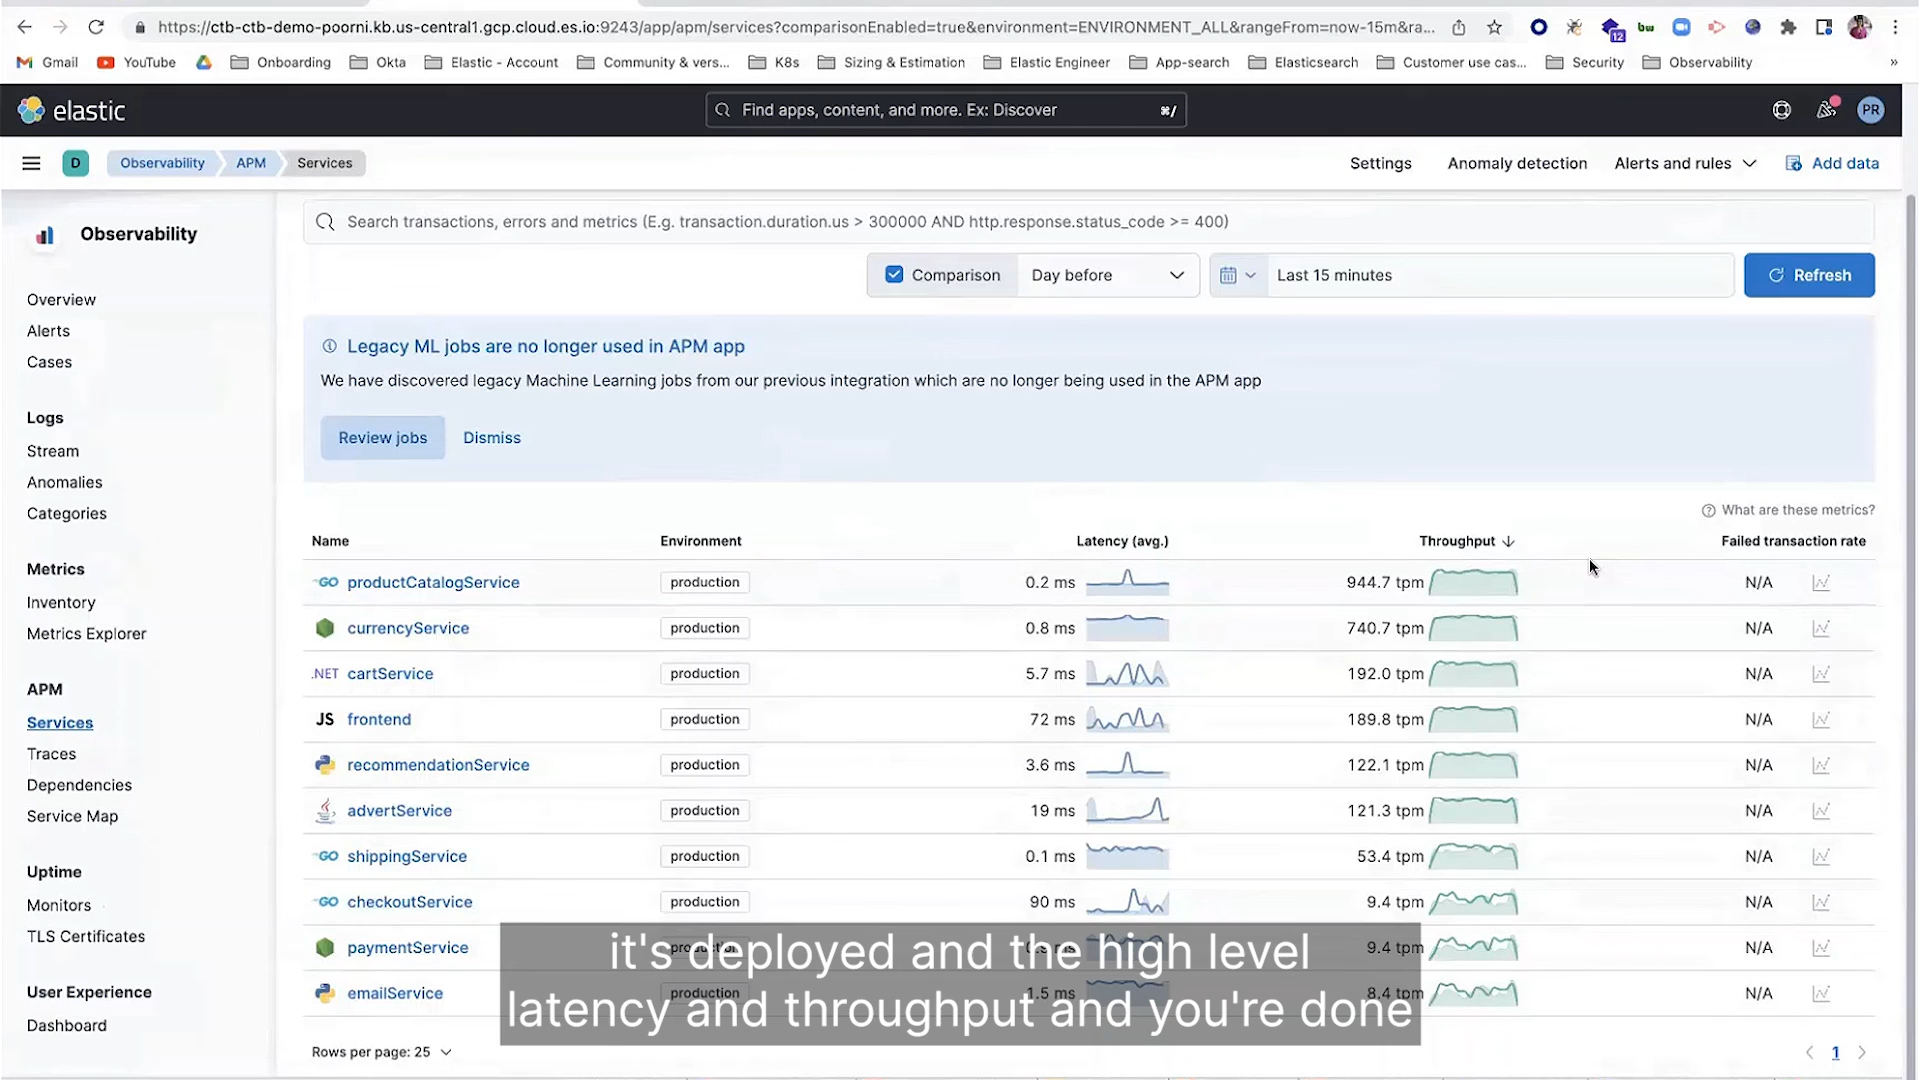 https://ctb-ctb-demo-poorni.kb.us-central1.gcp.cloud.es.io:9243/app/apm/services?comparisonEnabled=true&environment=ENVIRONMENT_ALL&rangeFrom=now-15m&ra...
12
Gmail YouTube Onboarding Okta Elastic - Account Community & vers... K8s Sizing & Estimation Elastic Engineer App-search Elasticsearch Customer use cas... Security Observability »
elastic Find apps, content, and more. Ex: Discover ⌘/ PR
D Observability APM Services Settings Anomaly detection Alerts and rules Add data
Observability
Overview
Alerts
Cases
Logs
Stream
Anomalies
Categories
Metrics
Inventory
Metrics Explorer
APM
Services
Traces
Dependencies
Service Map
Uptime
Monitors
TLS Certificates
User Experience
Dashboard
Search transactions, errors and metrics (E.g. transaction.duration.us > 300000 AND http.response.status_code >= 400)
Comparison Day before Last 15 minutes Refresh
Legacy ML jobs are no longer used in APM app
We have discovered legacy Machine Learning jobs from our previous integration which are no longer being used in the APM app
Review jobs Dismiss
What are these metrics?
Name Environment Latency (avg.) Throughput Failed transaction rate
GO productCatalogService production 0.2 ms 944.7 tpm N/A
currencyService production 0.8 ms 740.7 tpm N/A
.NET cartService production 5.7 ms 192.0 tpm N/A
JS frontend production 72 ms 189.8 tpm N/A
recommendationService production 3.6 ms 122.1 tpm N/A
advertService production 19 ms 121.3 tpm N/A
GO shippingService production 0.1 ms 53.4 tpm N/A
GO checkoutService production 90 ms 9.4 tpm N/A
paymentService production 9.4 tpm N/A
emailService production 1.5 ms 8.4 tpm N/A
it's deployed and the high level
latency and throughput and you're done
Rows per page: 25 1